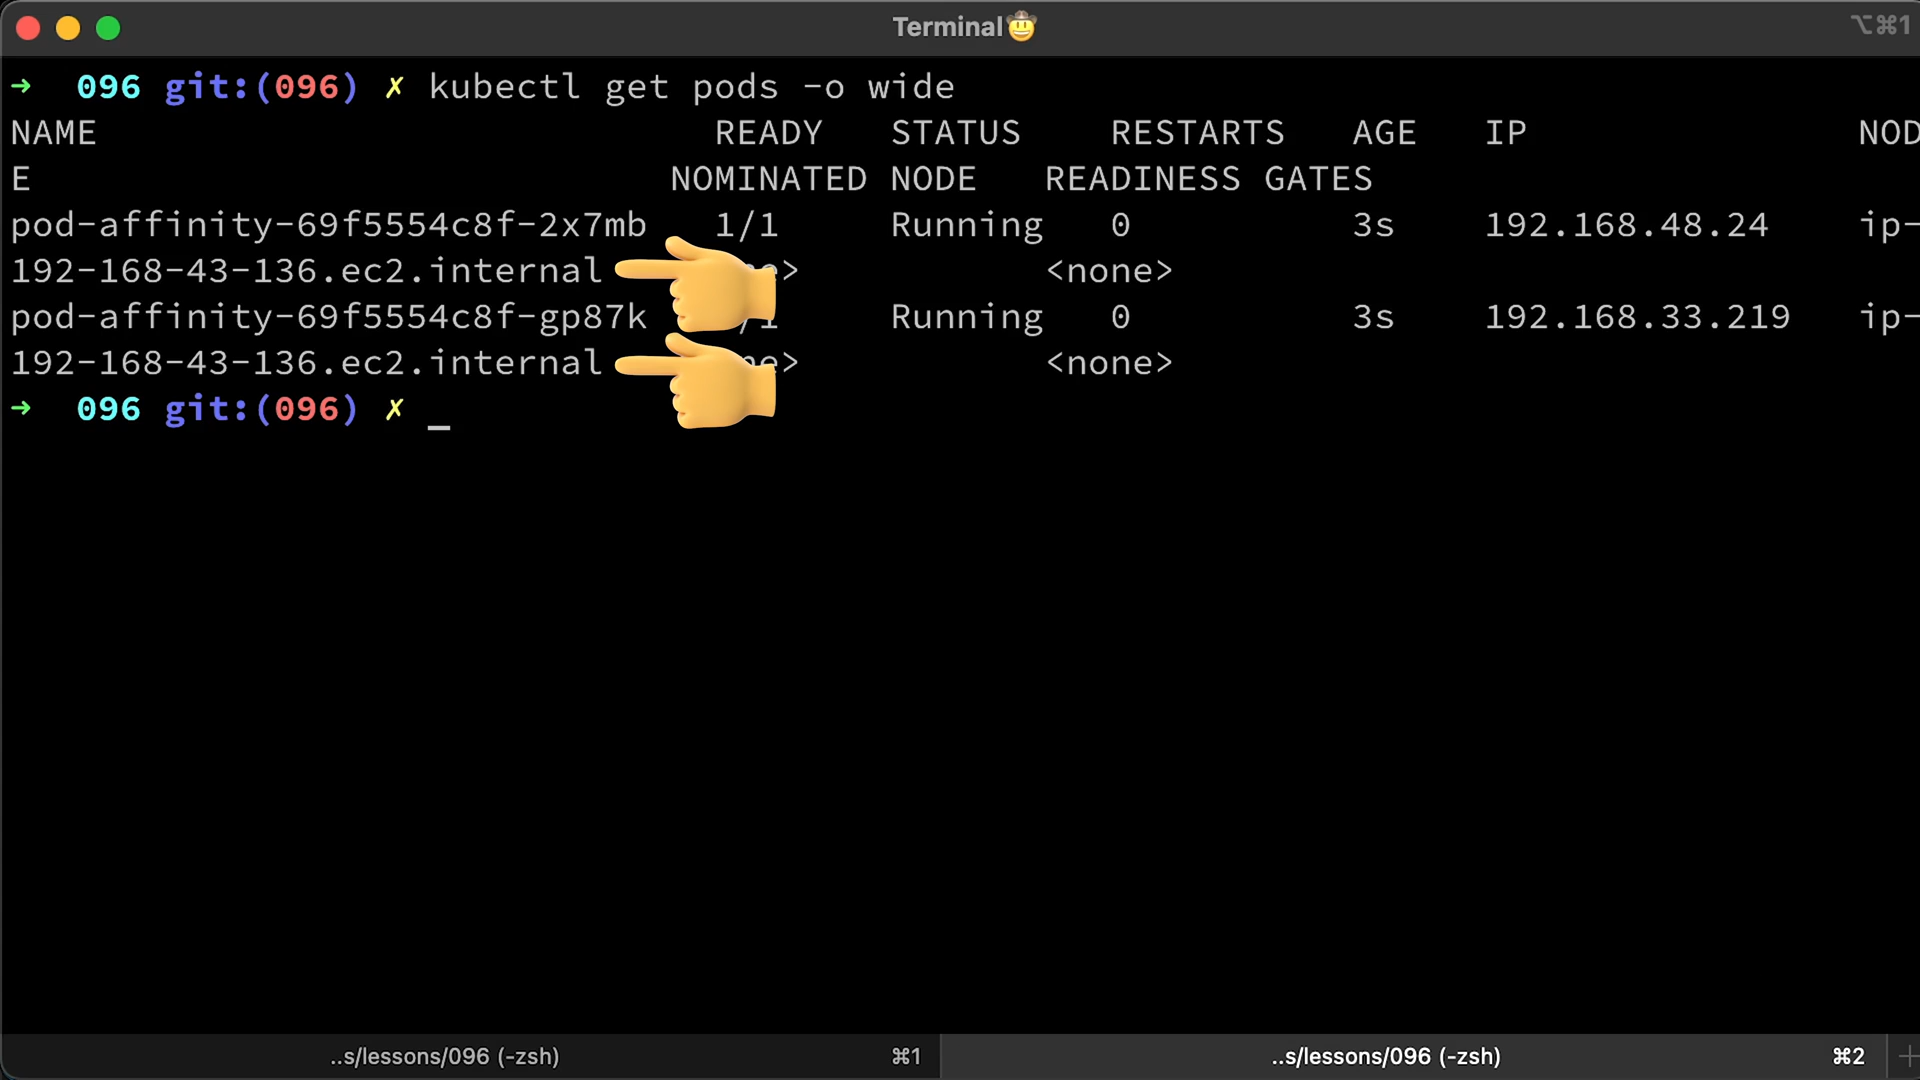 Terminal🤠 ⌥⌘1
→ 096 git:(096) ✗ kubectl get pods -o wide
NAME READY STATUS RESTARTS AGE IP NOD
E NOMINATED NODE READINESS GATES
pod-affinity-69f5554c8f-2x7mb 1/1 Running 0 3s 192.168.48.24 ip-
192-168-43-136.ec2.internal <none>
pod-affinity-69f5554c8f-gp87k Running 0 3s 192.168.33.219 ip-
192-168-43-136.ec2.internal <none>
→ 096 git:(096) ✗ _
..s/lessons/096 (-zsh) ⌘1 ..s/lessons/096 (-zsh) ⌘2